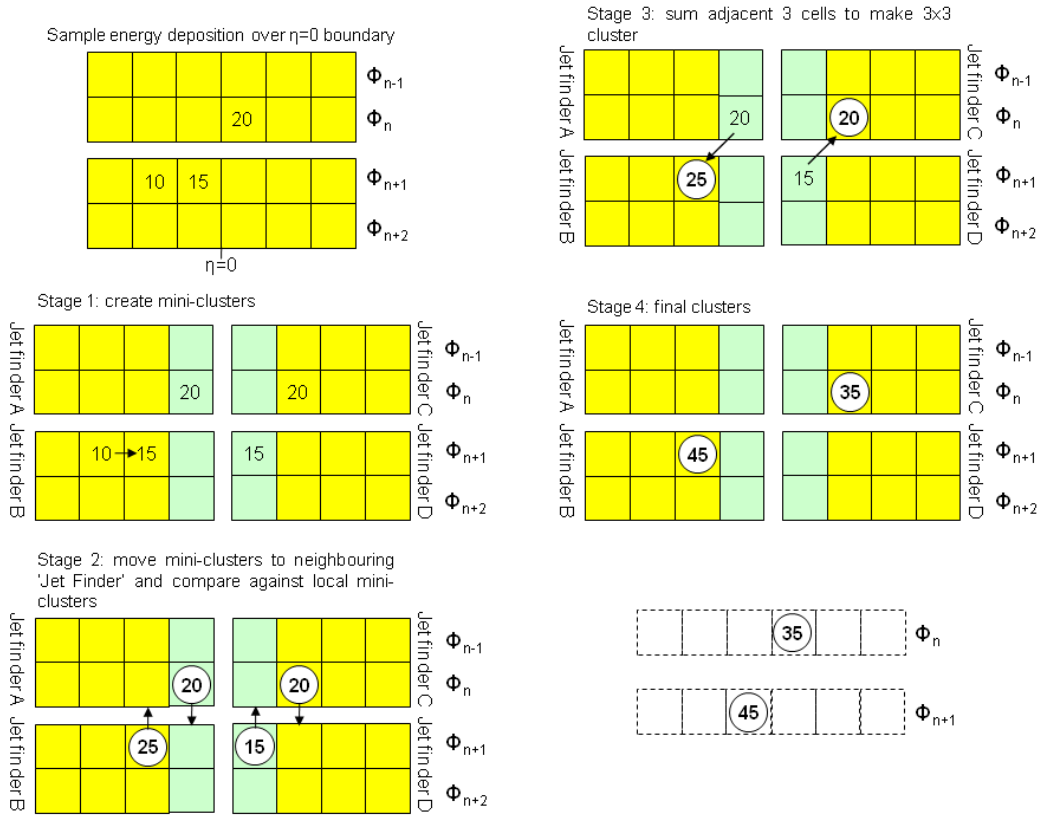 Sample energy deposition over η=0 boundary
Φn-1
20 Φn
10 15 Φn+1
Φn+2
η=0
Stage 1: create mini-clusters
Jet finder A
Jet finder C
Φn-1
20 20 Φn
Jet finder B
Jet finder D
10 15 15 Φn+1
Φn+2
Stage 2: move mini-clusters to neighbouring
'Jet Finder' and compare against local mini-
clusters
Jet finder A
Jet finder C
Φn-1
20 20 Φn
Jet finder B
Jet finder D
25 15 Φn+1
Φn+2
Stage 3: sum adjacent 3 cells to make 3x3
cluster
Jet finder A
Jet finder C
Φn-1
20 20 Φn
Jet finder B
Jet finder D
25 15 Φn+1
Φn+2
Stage 4: final clusters
Jet finder A
Jet finder C
Φn-1
35 Φn
Jet finder B
Jet finder D
45 Φn+1
Φn+2
35 Φn
45 Φn+1